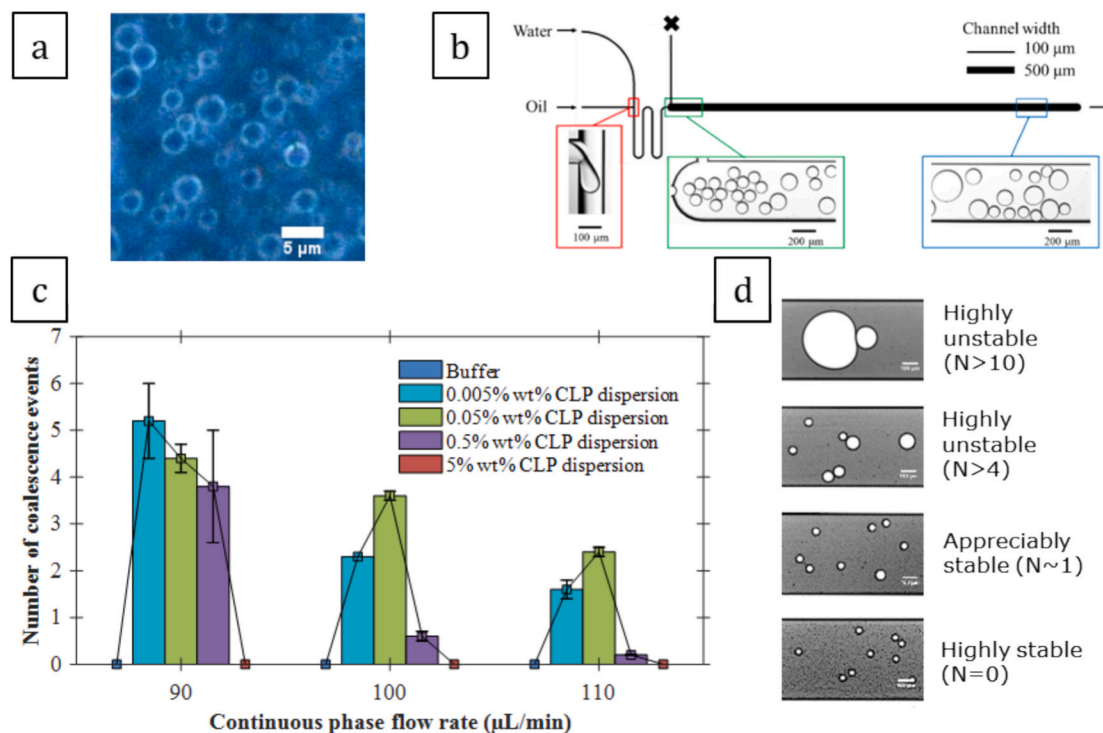 a
5 µm
b
Water
Oil
✖
Channel width
100 µm
500 µm
100 µm
200 µm
200 µm
c
Number of coalescence events
7
6
5
4
3
2
1
0
Buffer
0.005% wt% CLP dispersion
0.05% wt% CLP dispersion
0.5% wt% CLP dispersion
5% wt% CLP dispersion
90
100
110
Continuous phase flow rate (µL/min)
d
Highly
unstable
(N>10)
Highly
unstable
(N>4)
Appreciably
stable (N~1)
Highly stable
(N=0)